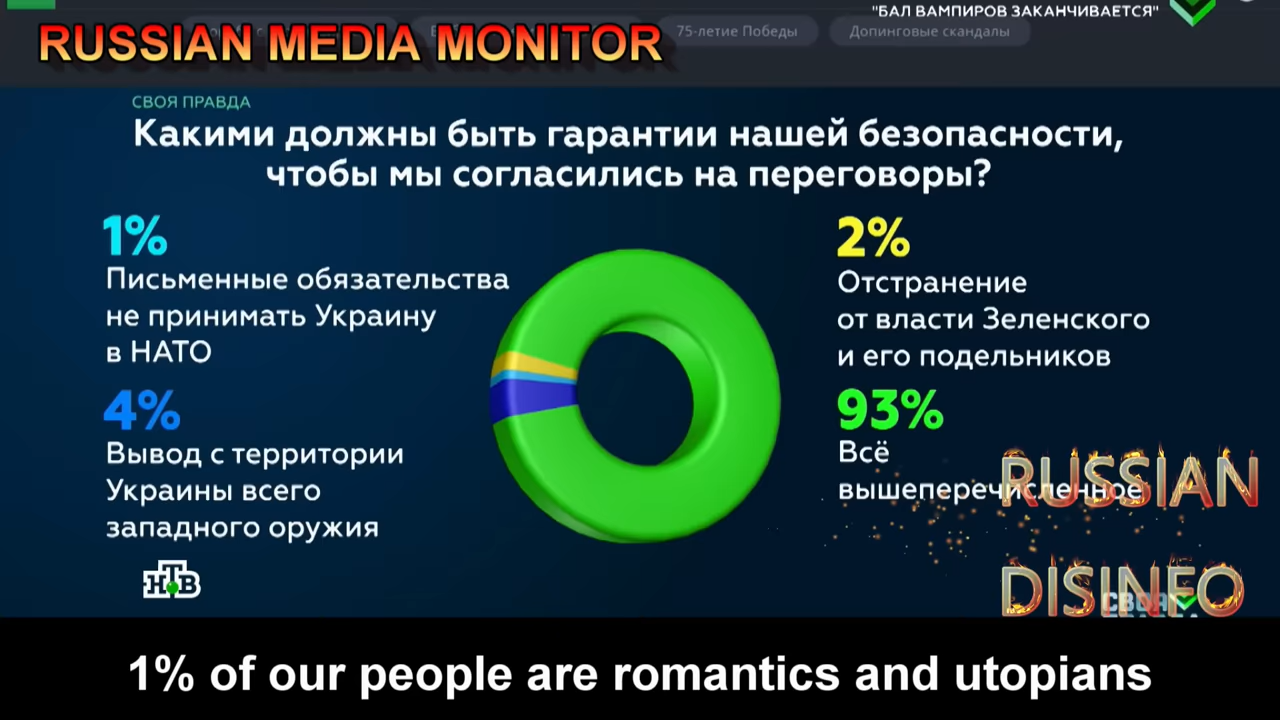 "БАЛ ВАМПИРОВ ЗАКАНЧИВАЕТСЯ"
75-летие Победы
Допинговые скандалы
RUSSIAN MEDIA MONITOR
СВОЯ ПРАВДА
Какими должны быть гарантии нашей безопасности,
чтобы мы согласились на переговоры?
1%
Письменные обязательства
не принимать Украину
в НАТО
4%
Вывод с территории
Украины всего
западного оружия
2%
Отстранение
от власти Зеленского
и его подельников
93%
Всё
вышеперечисленное
НТВ
RUSSIAN
DISINFO
1% of our people are romantics and utopians